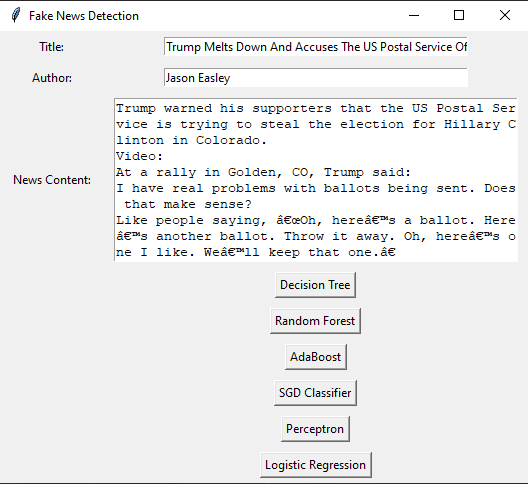 Fake News Detection
Title:
Trump Melts Down And Accuses The US Postal Service Of
Author:
Jason Easley
News Content:
Trump warned his supporters that the US Postal Ser
vice is trying to steal the election for Hillary C
linton in Colorado.
Video:
At a rally in Golden, CO, Trump said:
I have real problems with ballots being sent. Does
 that make sense?
Like people saying, â€œOh, hereâ€™s a ballot. Here
â€™s another ballot. Throw it away. Oh, hereâ€™s o
ne I like. Weâ€™ll keep that one.â€
Decision Tree
Random Forest
AdaBoost
SGD Classifier
Perceptron
Logistic Regression